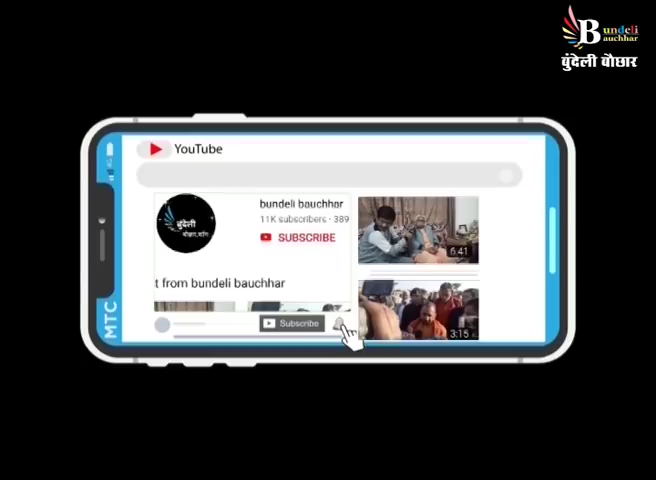 Bundeli
Bauchhar
बुंदेली बौछार
YouTube
bundeli bauchhar
11K subscribers · 389
SUBSCRIBE
बुंदेली
t from bundeli bauchhar
Subscribe
6:41
3:15
MTC